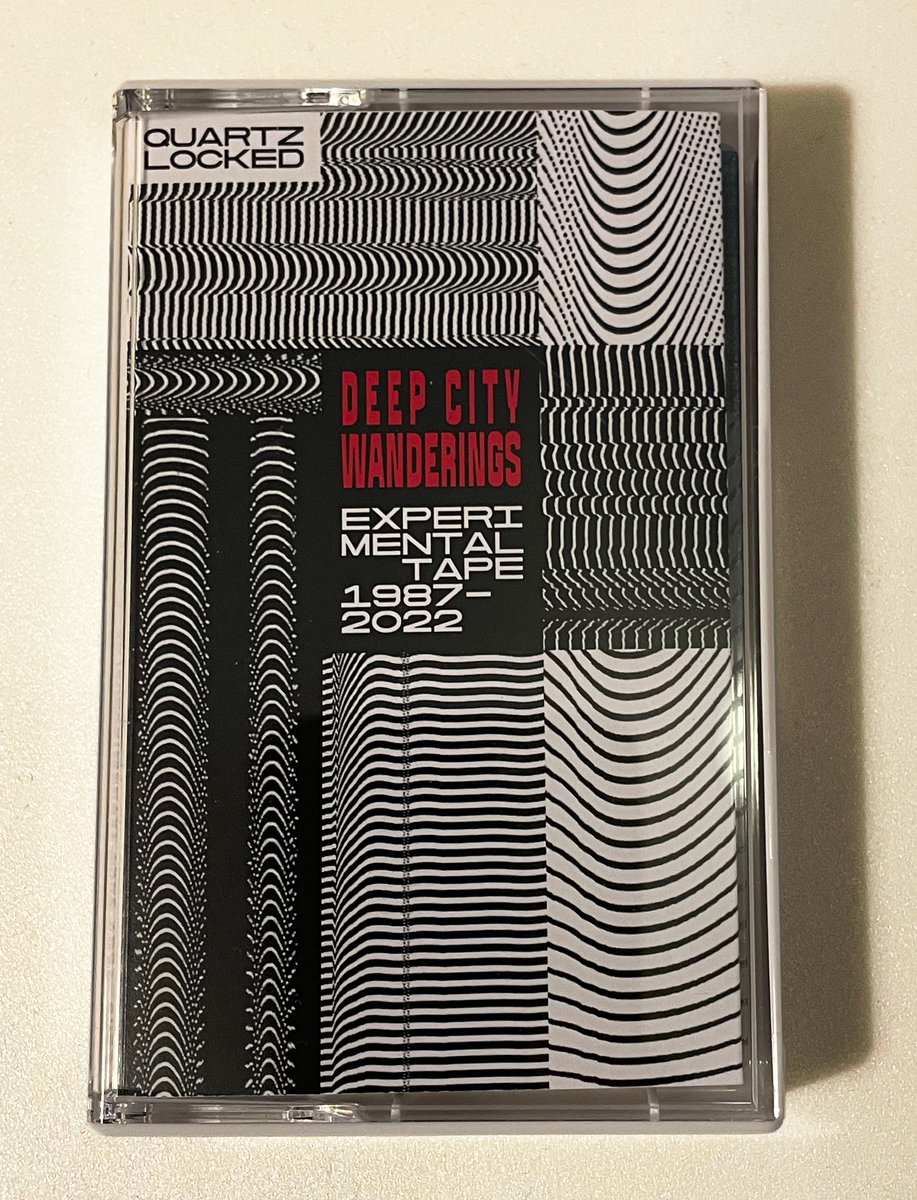 QUARTZ
LOCKED
DEEP CITY
WANDERINGS
EXPERI
MENTAL
TAPE
1987–
2022